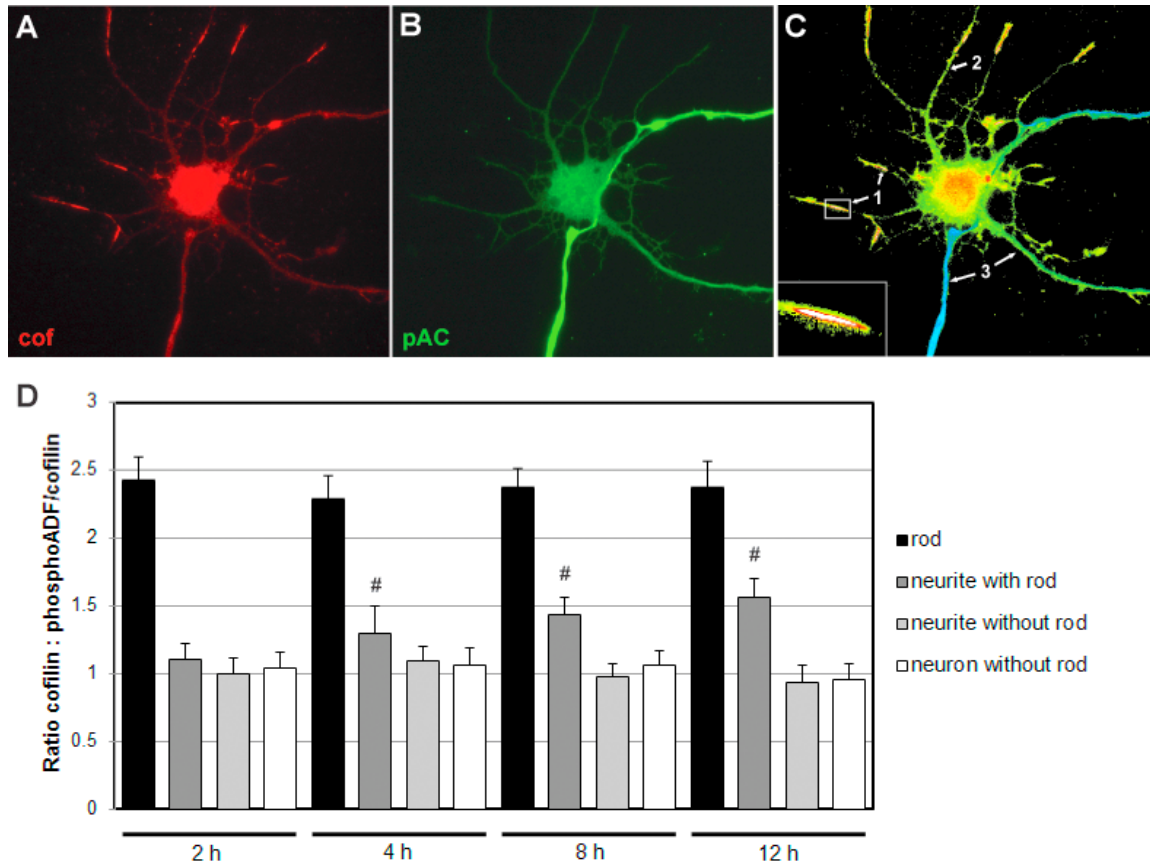 A
B
C
cof
pAC
2
1
3
D
Ratio cofilin : phosphoADF/cofilin
3
2.5
2
1.5
1
0.5
0
#
#
#
2 h
4 h
8 h
12 h
rod
neurite with rod
neurite without rod
neuron without rod